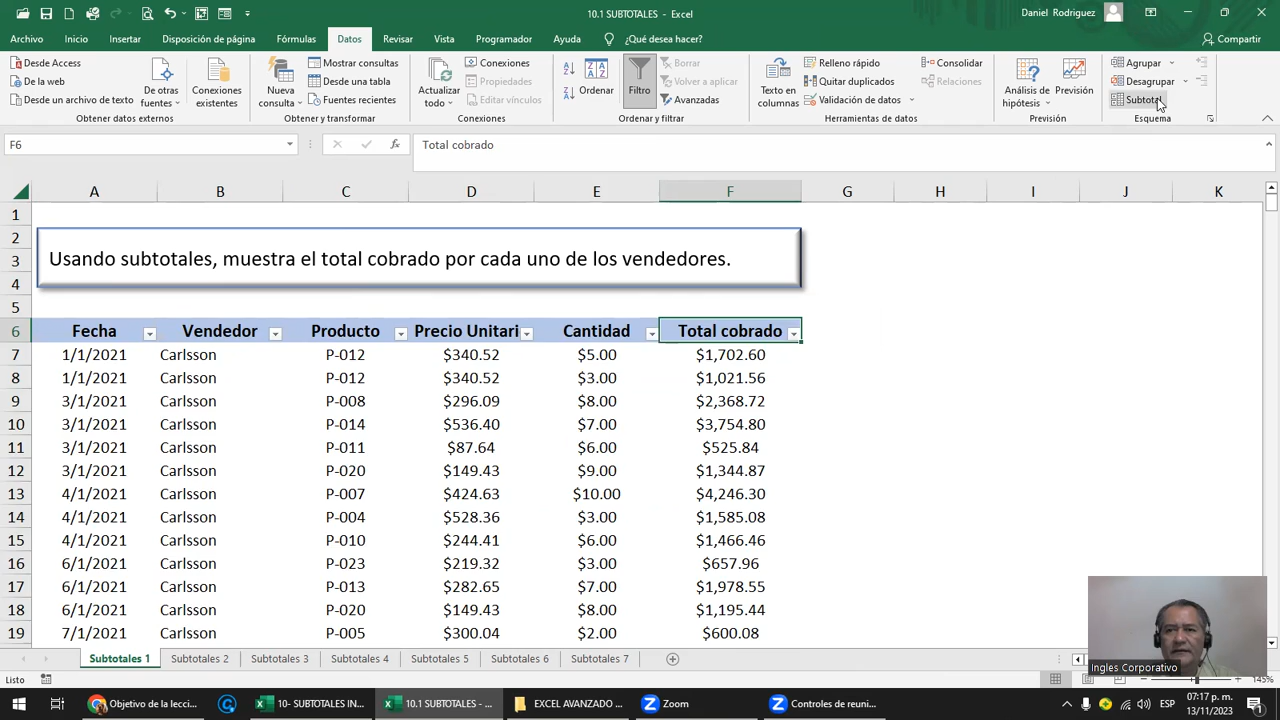 10.1 SUBTOTALES - Excel
Daniel Rodriguez
Archivo Inicio Insertar Disposición de página Fórmulas Datos Revisar Vista Programador Ayuda ¿Qué desea hacer? Compartir
Desde Access
De la web
Desde un archivo de texto
De otras fuentes
Conexiones existentes
Obtener datos externos
Nueva consulta
Mostrar consultas
Desde una tabla
Fuentes recientes
Obtener y transformar
Actualizar todo
Conexiones
Propiedades
Editar vínculos
Conexiones
Ordenar
Filtro
Borrar
Volver a aplicar
Avanzadas
Ordenar y filtrar
Texto en columnas
Relleno rápido
Quitar duplicados
Validación de datos
Consolidar
Relaciones
Herramientas de datos
Análisis de hipótesis
Previsión
Previsión
Agrupar
Desagrupar
Subtotal
Esquema
F6 fx Total cobrado
A B C D E F G H I J K
1
2
3 Usando subtotales, muestra el total cobrado por cada uno de los vendedores.
4
5
6 Fecha Vendedor Producto Precio Unitari Cantidad Total cobrado
7 1/1/2021 Carlsson P-012 $340.52 $5.00 $1,702.60
8 1/1/2021 Carlsson P-012 $340.52 $3.00 $1,021.56
9 3/1/2021 Carlsson P-008 $296.09 $8.00 $2,368.72
10 3/1/2021 Carlsson P-014 $536.40 $7.00 $3,754.80
11 3/1/2021 Carlsson P-011 $87.64 $6.00 $525.84
12 3/1/2021 Carlsson P-020 $149.43 $9.00 $1,344.87
13 4/1/2021 Carlsson P-007 $424.63 $10.00 $4,246.30
14 4/1/2021 Carlsson P-004 $528.36 $3.00 $1,585.08
15 4/1/2021 Carlsson P-010 $244.41 $6.00 $1,466.46
16 6/1/2021 Carlsson P-023 $219.32 $3.00 $657.96
17 6/1/2021 Carlsson P-013 $282.65 $7.00 $1,978.55
18 6/1/2021 Carlsson P-020 $149.43 $8.00 $1,195.44
19 7/1/2021 Carlsson P-005 $300.04 $2.00 $600.08
Ingles Corporativo
Subtotales 1 Subtotales 2 Subtotales 3 Subtotales 4 Subtotales 5 Subtotales 6 Subtotales 7
Listo 145%
Objetivo de la lecci... 10- SUBTOTALES IN... 10.1 SUBTOTALES - ... EXCEL AVANZADO ... Zoom Controles de reuni... ESP 07:17 p. m.
13/11/2023